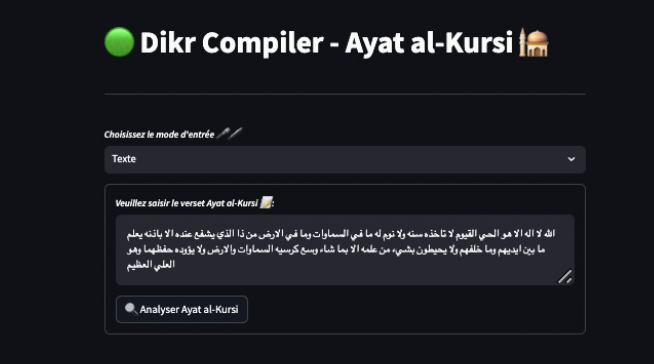 🟢 Dikr Compiler - Ayat al-Kursi 🕌
Choisissez le mode d'entrée 🎤🖊
Texte
Veuillez saisir le verset Ayat al-Kursi 📝:
الله لا اله الا هو الحي القيوم لا تاخذه سنه ولا نوم له ما في السماوات وما في الارض من ذا الذي يشفع عنده الا باذنه يعلم
ما بين ايديهم وما خلفهم ولا يحيطون بشيء من علمه الا بما شاء وسع كرسيه السماوات والارض ولا يؤوده حفظهما وهو
العلي العظيم
🔍 Analyser Ayat al-Kursi